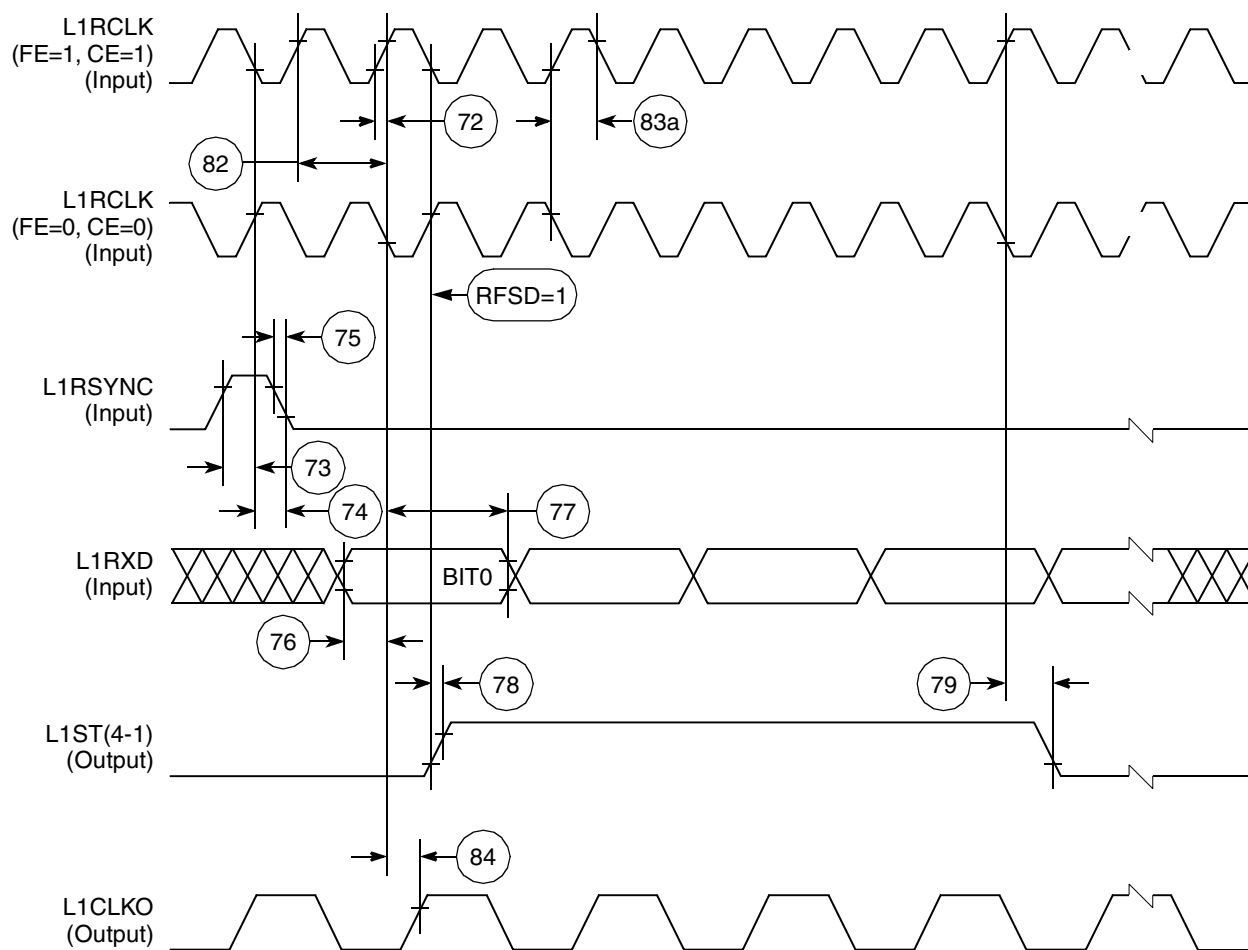 L1RCLK
(FE=1, CE=1)
(Input)
72
83a
82
L1RCLK
(FE=0, CE=0)
(Input)
RFSD=1
75
L1RSYNC
(Input)
73
74
77
L1RXD
(Input)
BIT0
76
78
79
L1ST(4-1)
(Output)
84
L1CLKO
(Output)